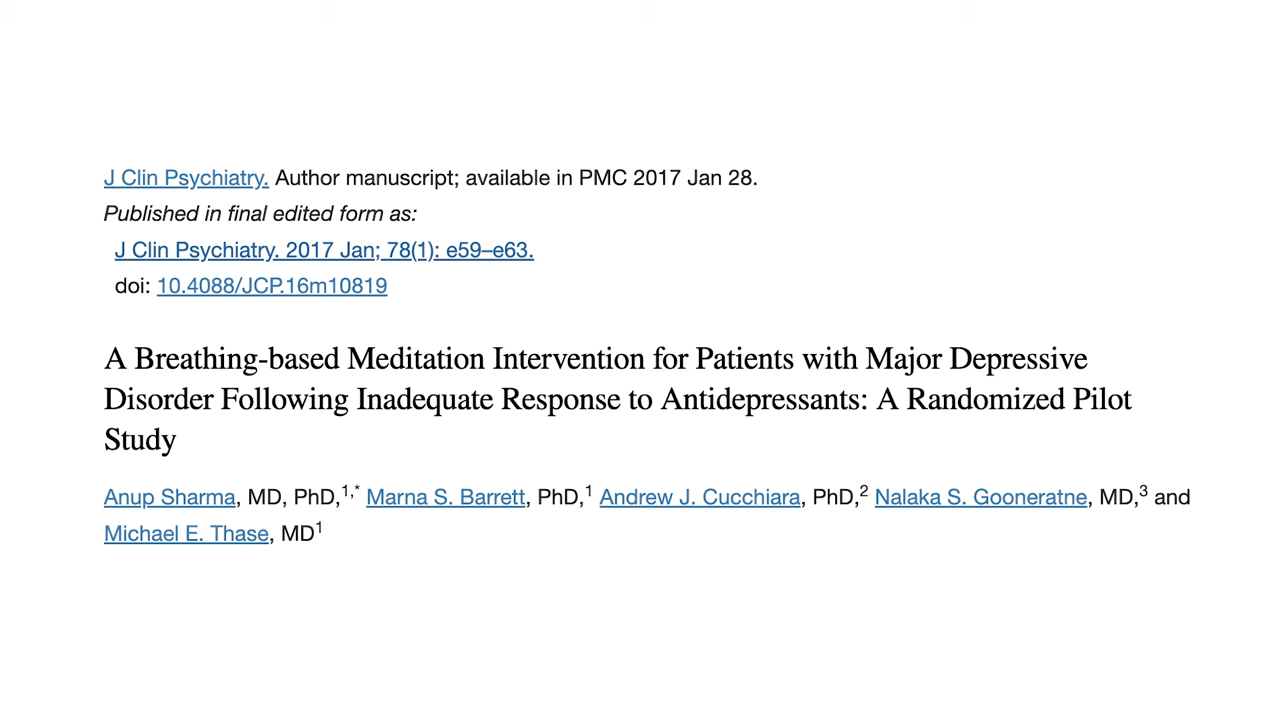 J Clin Psychiatry. Author manuscript; available in PMC 2017 Jan 28.
Published in final edited form as:
J Clin Psychiatry. 2017 Jan; 78(1): e59–e63.
doi: 10.4088/JCP.16m10819
A Breathing-based Meditation Intervention for Patients with Major Depressive
Disorder Following Inadequate Response to Antidepressants: A Randomized Pilot
Study
Anup Sharma, MD, PhD,1,* Marna S. Barrett, PhD,1 Andrew J. Cucchiara, PhD,2 Nalaka S. Gooneratne, MD,3 and
Michael E. Thase, MD1